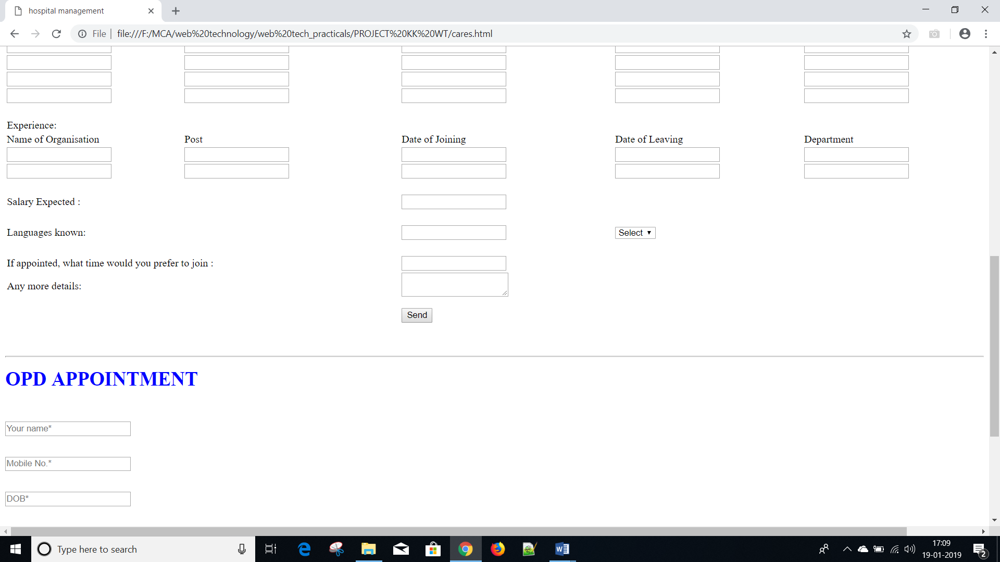 hospital management
File
file:///F:/MCA/web%20technology/web%20tech_practicals/PROJECT%20KK%20WT/cares.html
Experience:
Name of Organisation Post Date of Joining Date of Leaving Department
Salary Expected :
Languages known: Select
If appointed, what time would you prefer to join :
Any more details:
Send
OPD APPOINTMENT
Your name*
Mobile No.*
DOB*
Type here to search
17:09
19-01-2019
2